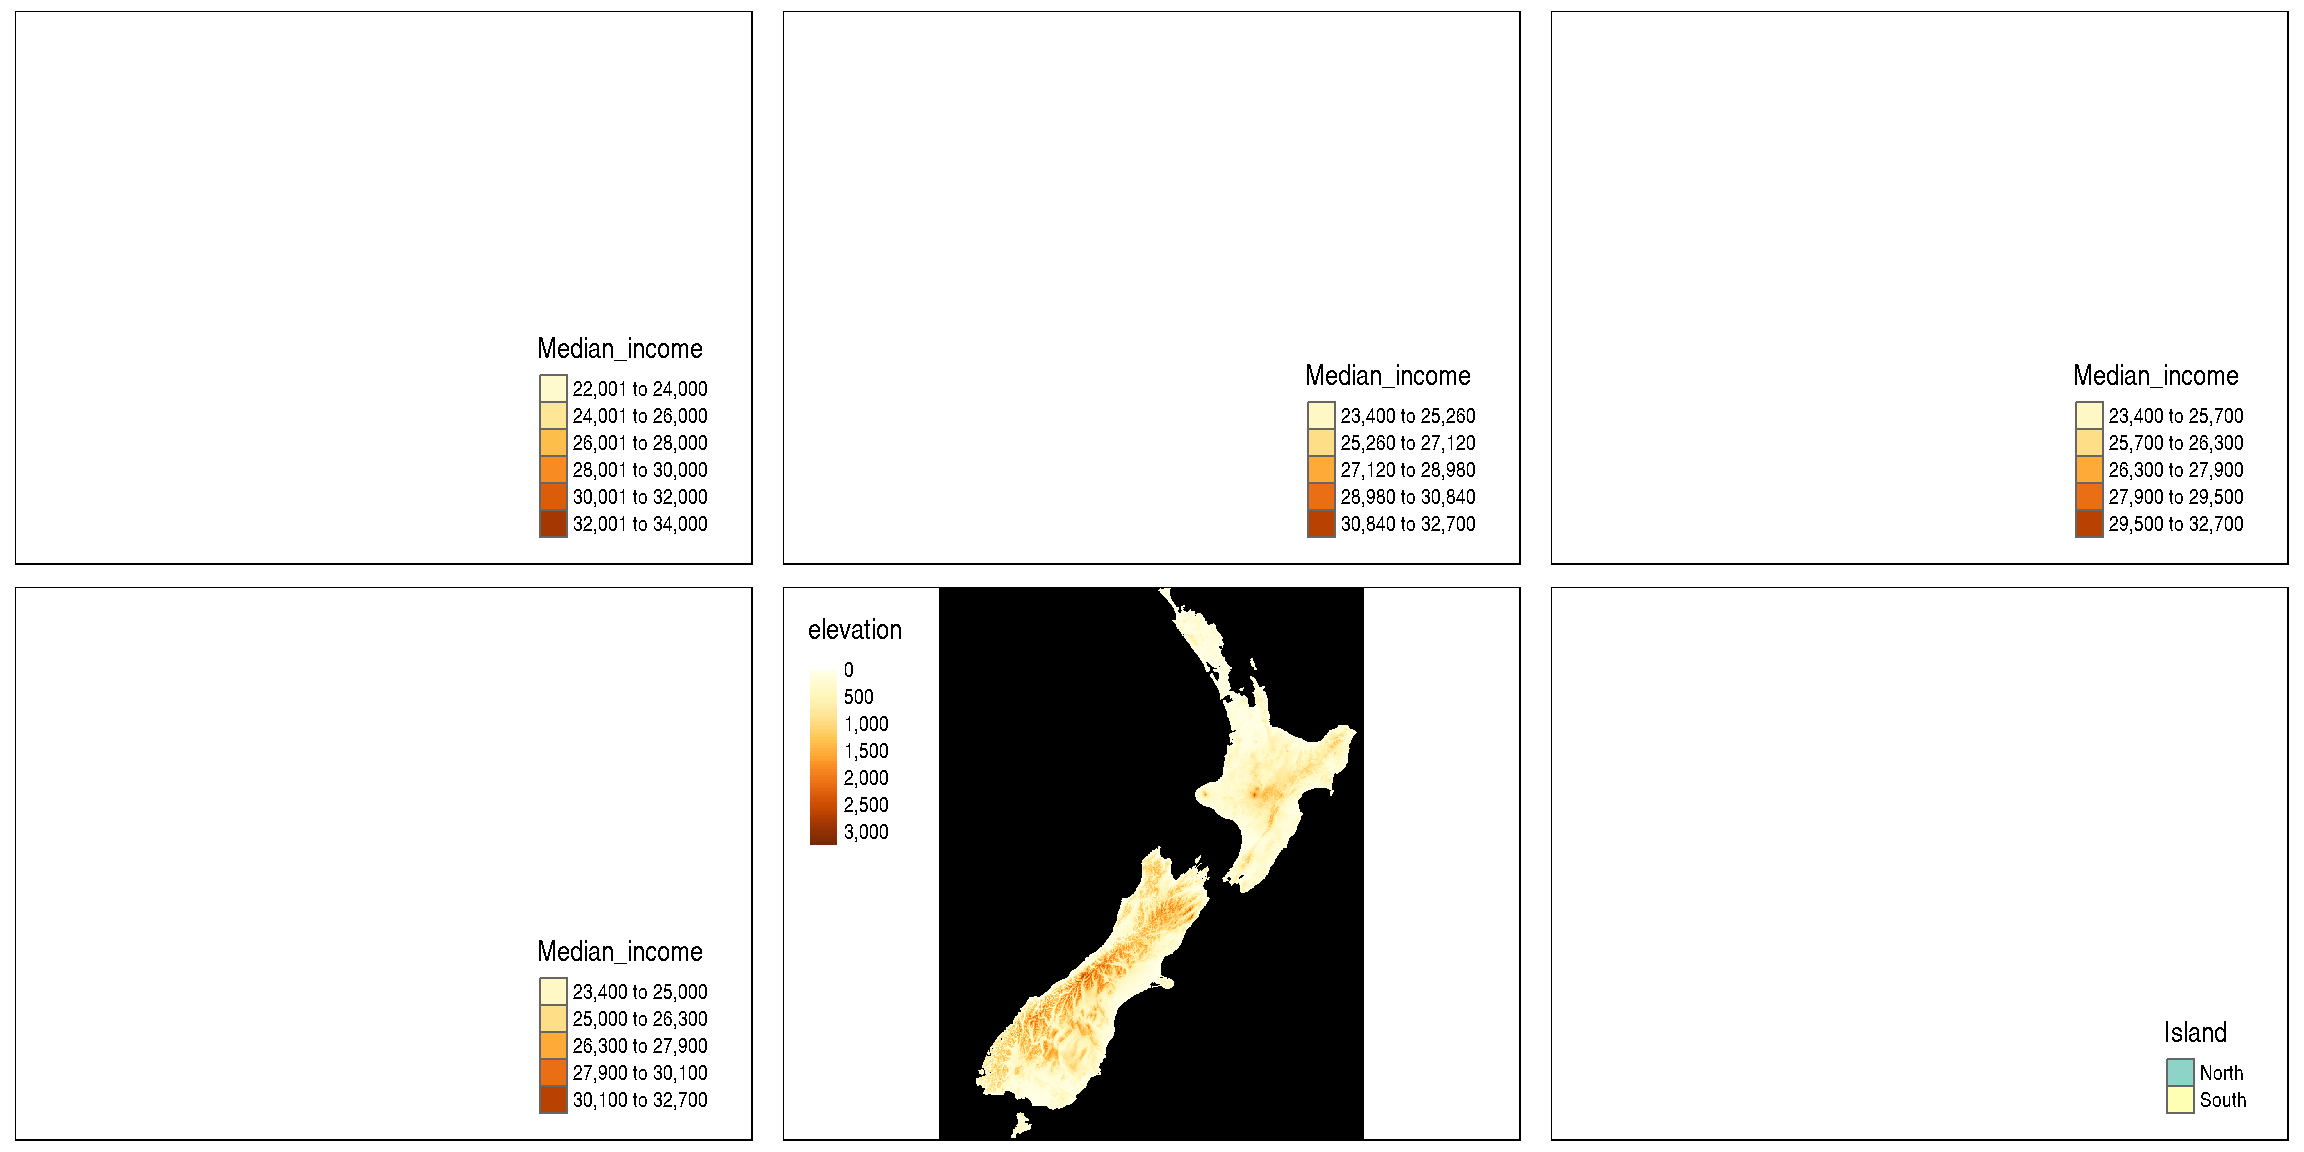 Median_income
22,001 to 24,000
24,001 to 26,000
26,001 to 28,000
28,001 to 30,000
30,001 to 32,000
32,001 to 34,000
Median_income
23,400 to 25,260
25,260 to 27,120
27,120 to 28,980
28,980 to 30,840
30,840 to 32,700
Median_income
23,400 to 25,700
25,700 to 26,300
26,300 to 27,900
27,900 to 29,500
29,500 to 32,700
Median_income
23,400 to 25,000
25,000 to 26,300
26,300 to 27,900
27,900 to 30,100
30,100 to 32,700
elevation
0
500
1,000
1,500
2,000
2,500
3,000
Island
North
South